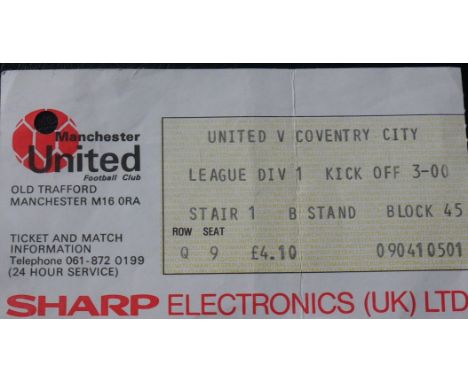 Manchester
United
Football Club
OLD TRAFFORD
MANCHESTER M16 0RA
TICKET AND MATCH
INFORMATION
Telephone 061-872 0199
(24 HOUR SERVICE)
UNITED V COVENTRY CITY
LEAGUE DIV 1 KICK OFF 3-00
STAIR 1 B STAND BLOCK 45
ROW SEAT
Q 9 £4.10 090410501
SHARP ELECTRONICS (UK) LTD